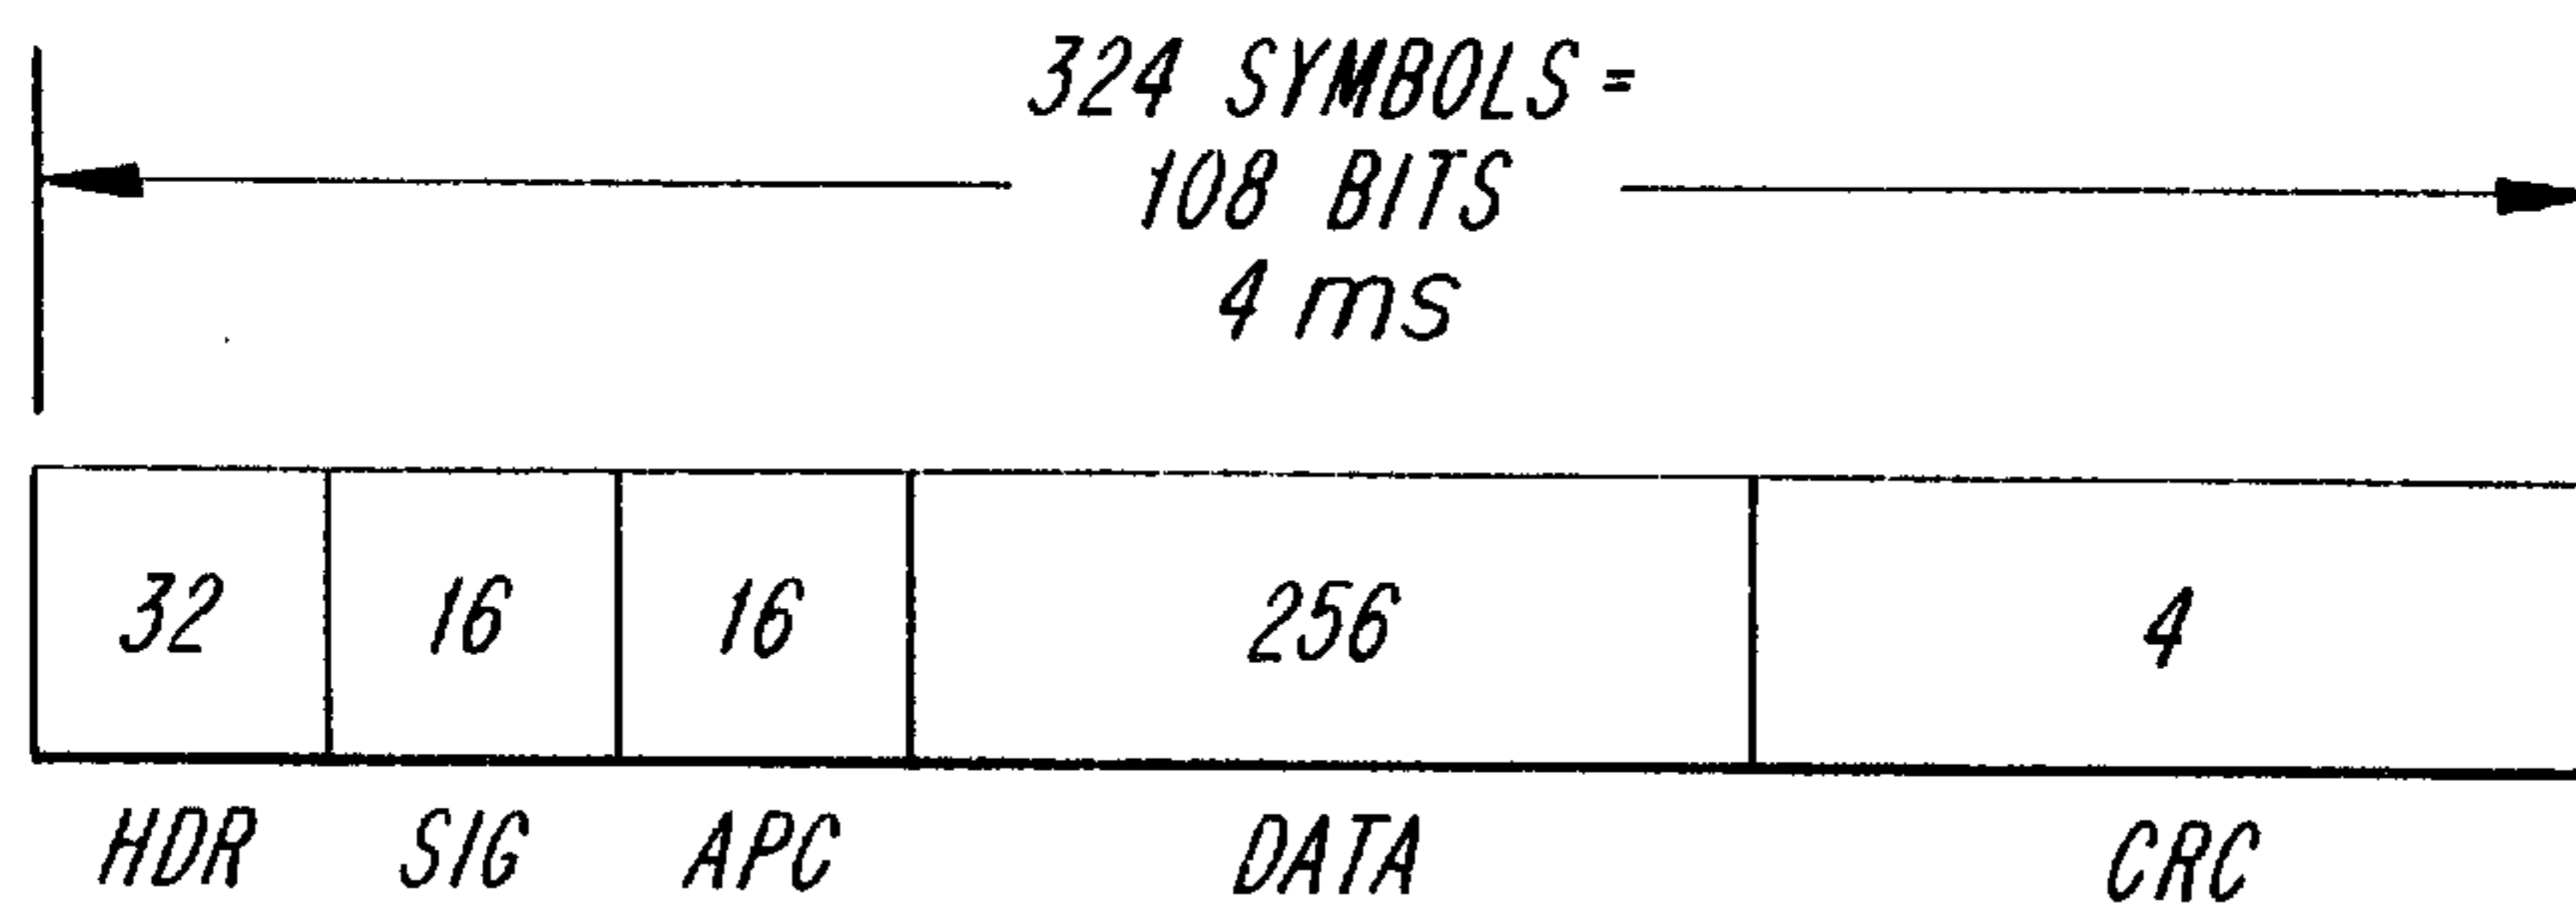 324 SYMBOLS =
108 BITS
4 ms
32 16 16 256 4
HDR SIG APC DATA CRC